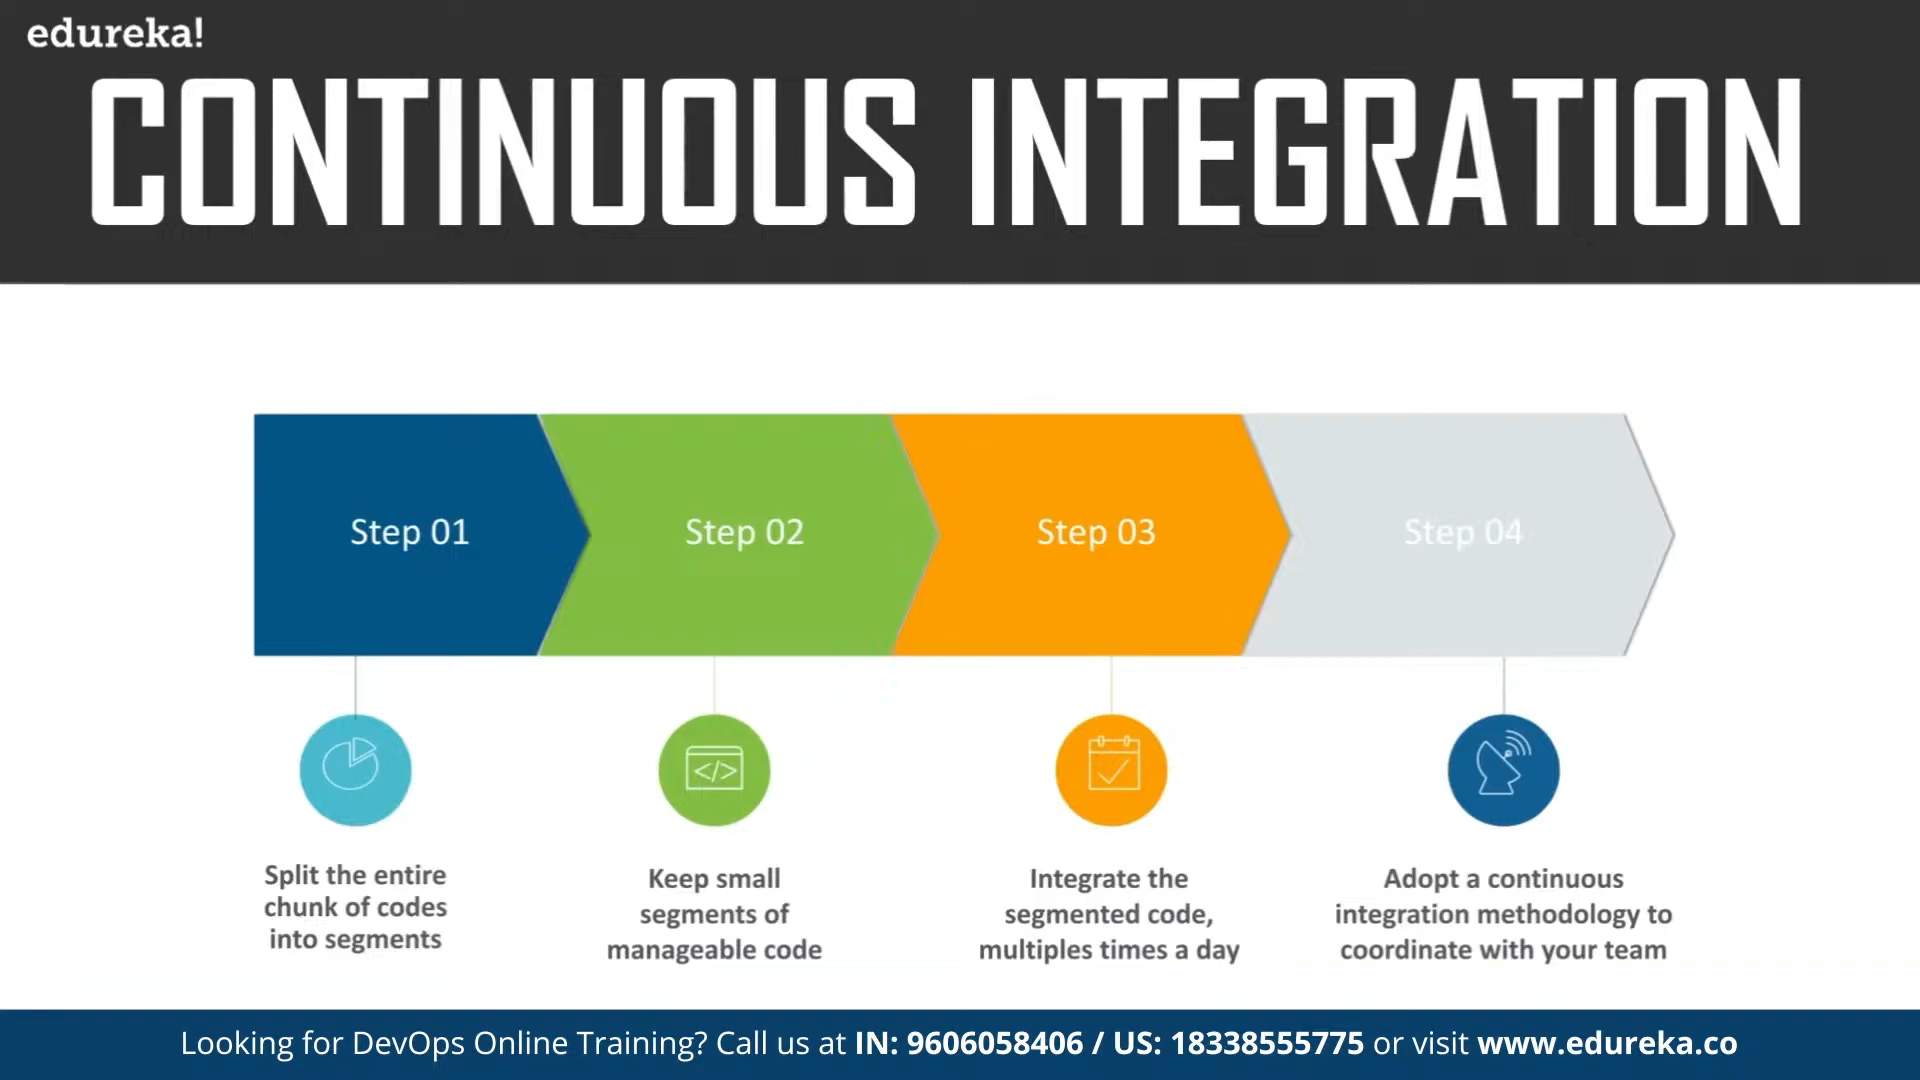 edureka!
CONTINUOUS INTEGRATION
Step 01
Step 02
Step 03
Step 04
</>
Split the entire
chunk of codes
into segments
Keep small
segments of
manageable code
Integrate the
segmented code,
multiples times a day
Adopt a continuous
integration methodology to
coordinate with your team
Looking for DevOps Online Training? Call us at IN: 9606058406 / US: 18338555775 or visit www.edureka.co